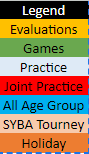 Legend
Evaluations
Games
Practice
Joint Practice
All Age Group
SYBA Tourney
Holiday